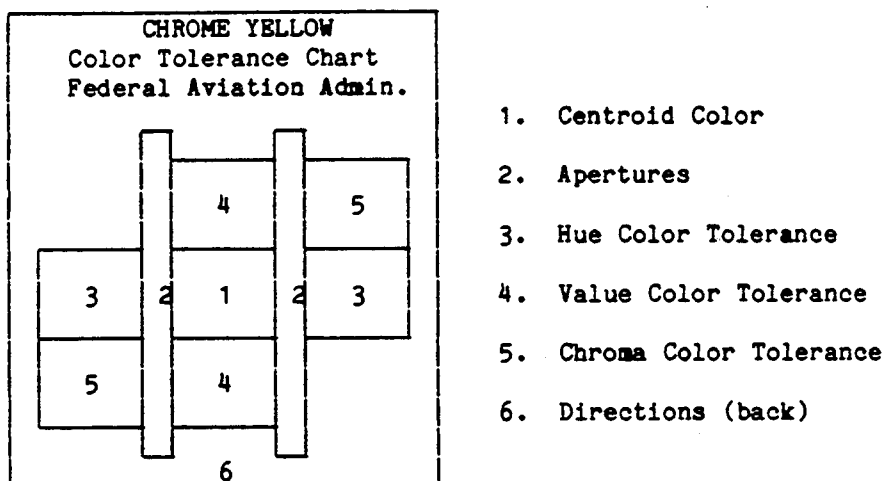 CHROME YELLOW
Color Tolerance Chart
Federal Aviation Admin.
4 5
3 2 1 2 3
5 4
6
1. Centroid Color
2. Apertures
3. Hue Color Tolerance
4. Value Color Tolerance
5. Chroma Color Tolerance
6. Directions (back)